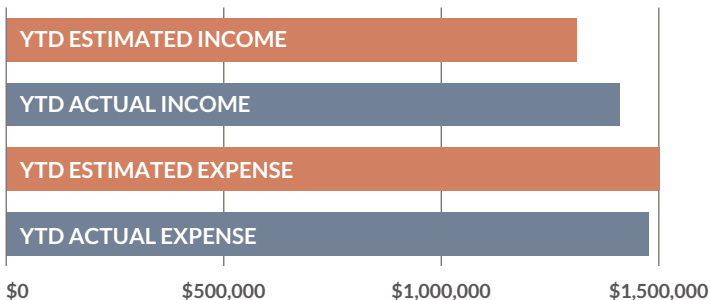 YTD ESTIMATED INCOME
YTD ACTUAL INCOME
YTD ESTIMATED EXPENSE
YTD ACTUAL EXPENSE
$0 $500,000 $1,000,000 $1,500,000